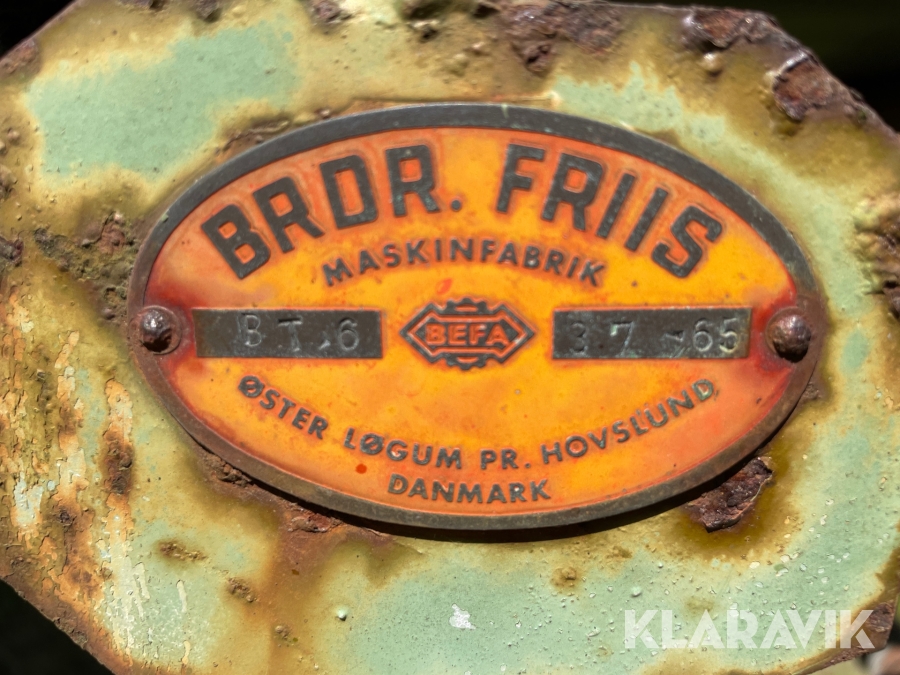 BRDR. FRIIS
MASKINFABRIK
BT.6
BEFA
37 -65
ØSTER LØGUM PR. HOVSLUND
DANMARK
KLARAVIK